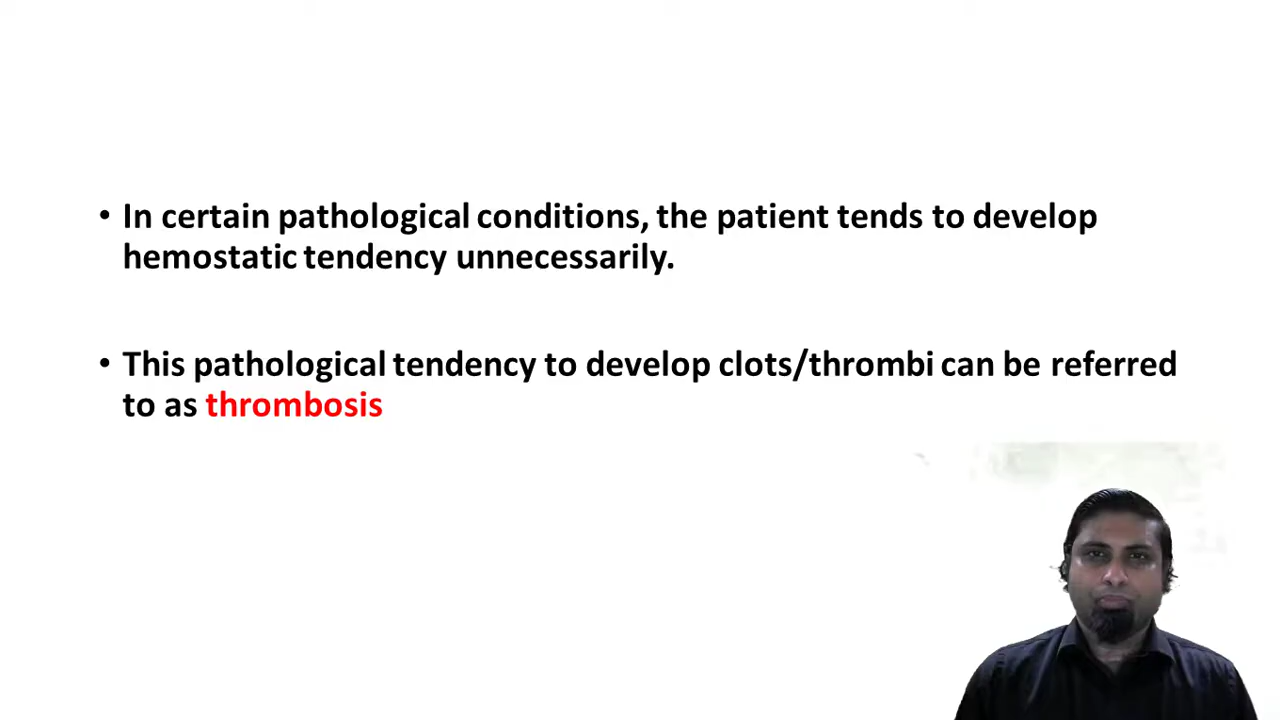 • In certain pathological conditions, the patient tends to develop
hemostatic tendency unnecessarily.
• This pathological tendency to develop clots/thrombi can be referred
to as thrombosis